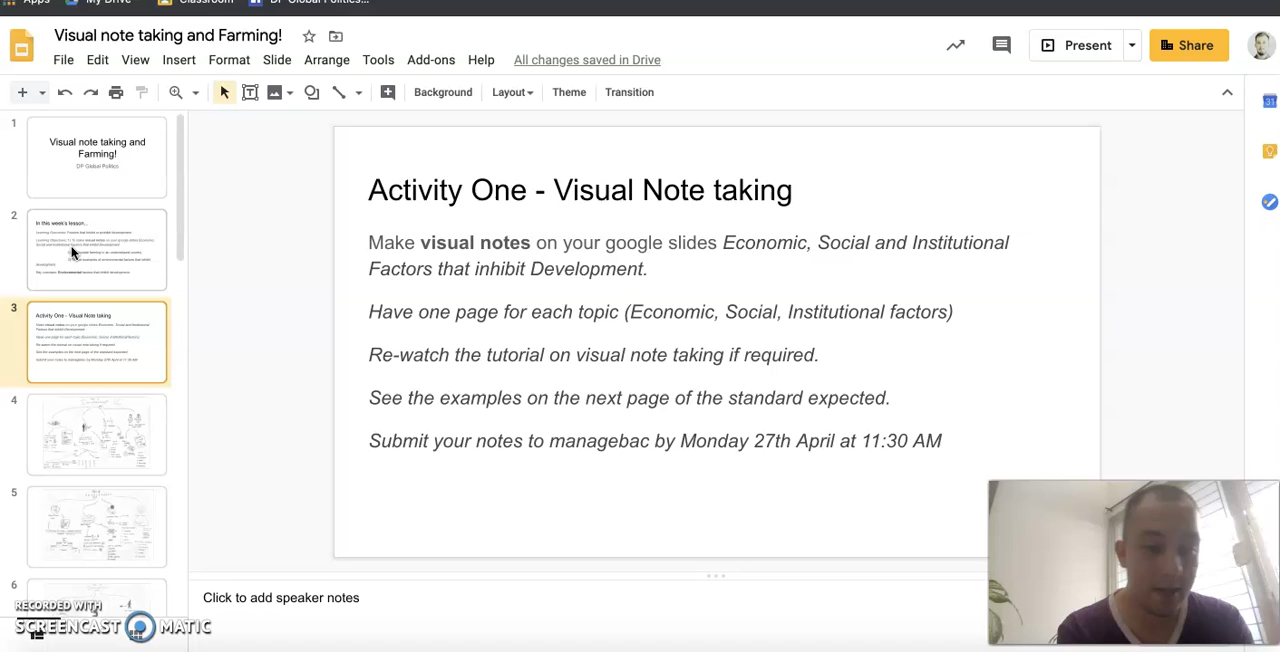 Apps My Drive Classroom DP Global Politics...
Visual note taking and Farming!
File Edit View Insert Format Slide Arrange Tools Add-ons Help All changes saved in Drive
Present
Share
Background Layout Theme Transition
1
Visual note taking and
Farming!
DP Global Politics
2
In this week's lesson...
3
Activity One - Visual Note taking
4
5
6
Activity One - Visual Note taking
Make visual notes on your google slides Economic, Social and Institutional
Factors that inhibit Development.
Have one page for each topic (Economic, Social, Institutional factors)
Re-watch the tutorial on visual note taking if required.
See the examples on the next page of the standard expected.
Submit your notes to managebac by Monday 27th April at 11:30 AM
Click to add speaker notes
RECORDED WITH
SCREENCAST MATIC